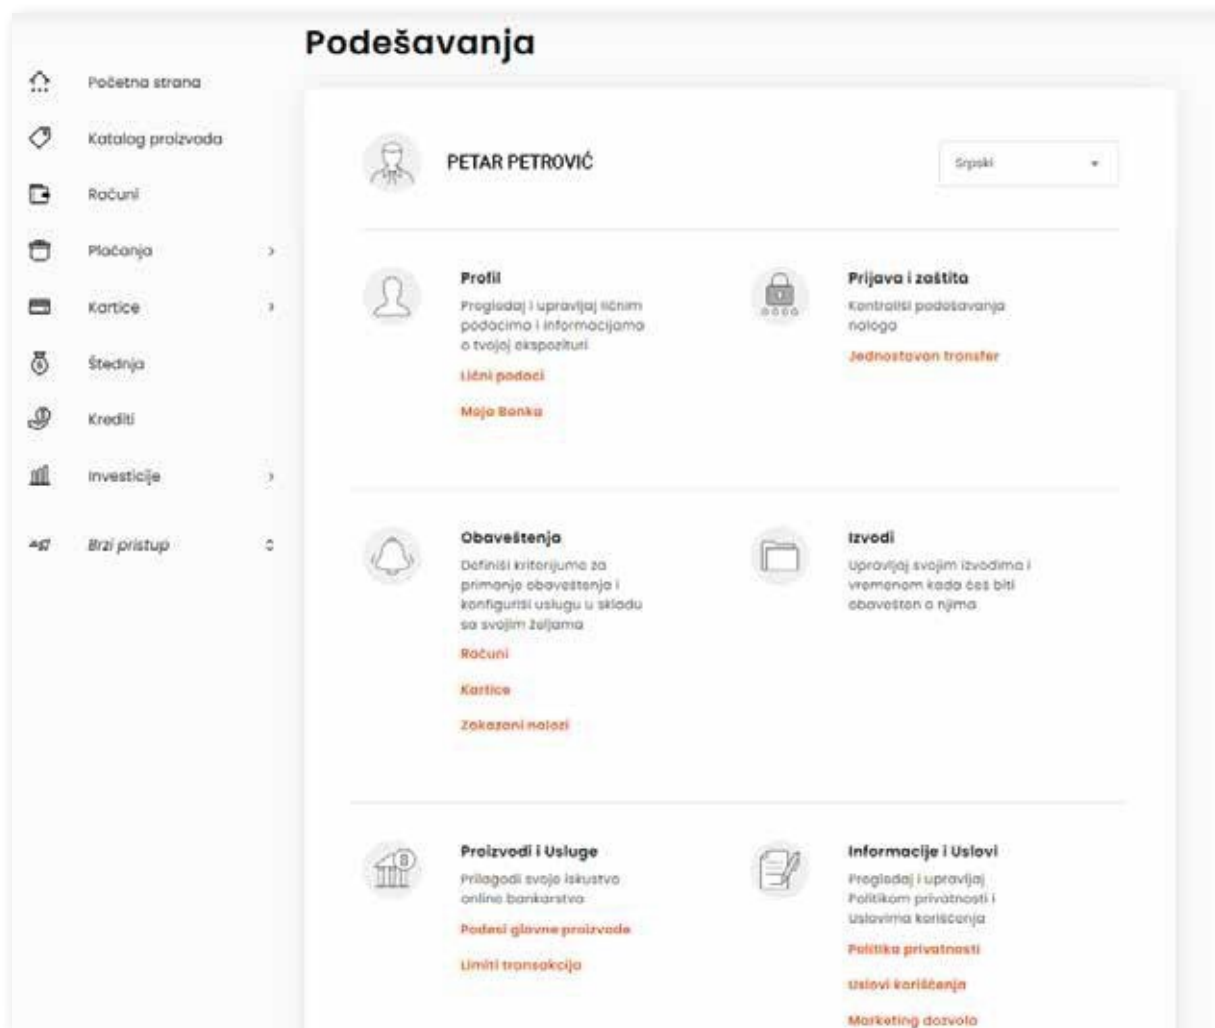 Podešavanja
Početna strana
Katalog proizvoda
Računi
Plaćanja
Kartice
Štednja
Krediti
Investicije
Brzi pristup
PETAR PETROVIĆ
Srpski
Profil
Pregledaj i upravljaj ličnim
podacima i informacijama
o tvojoj ekspozituri
Lični podaci
Moja Banka
Prijava i zaštita
Kontroliši podešavanja
naloga
Jednostavan transfer
Obaveštenja
Definiši kriterijume za
primanje obaveštenja i
konfiguriši uslugu u skladu
sa svojim željama
Računi
Kartice
Zakazani nalozi
Izvodi
Upravljaj svojim izvodima i
vremenom kada ćeš biti
obavešten o njima
Proizvodi i Usluge
Prilagodi svoje iskustvo
online bankarstva
Podesi glavne proizvode
Limiti transakcija
Informacije i Uslovi
Pregledaj i upravljaj
Politikom privatnosti i
Uslovima korišćenja
Politika privatnosti
Uslovi korišćenja
Marketing dozvola